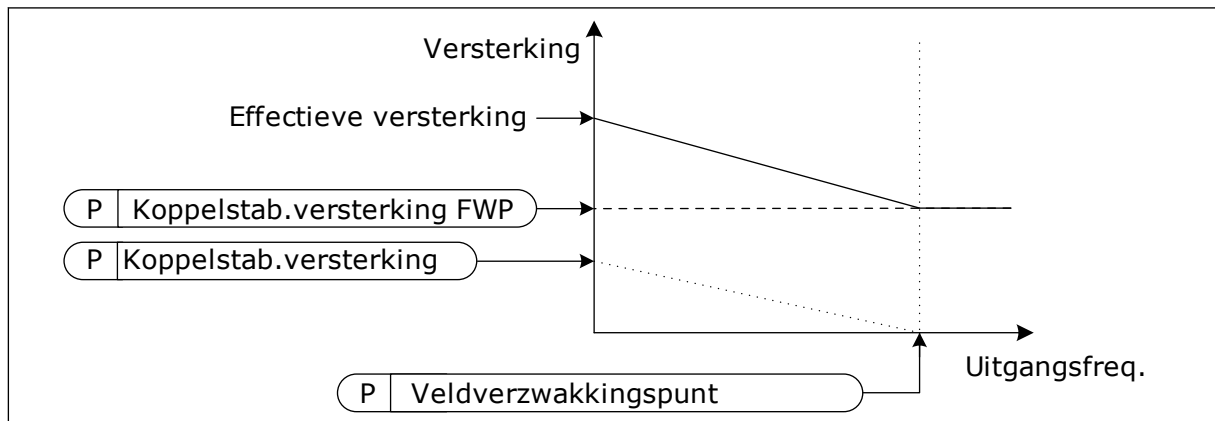 Versterking
Effectieve versterking
P Koppelstab.versterking FWP
P Koppelstab.versterking
Uitgangsfreq.
P Veldverzwakkingspunt